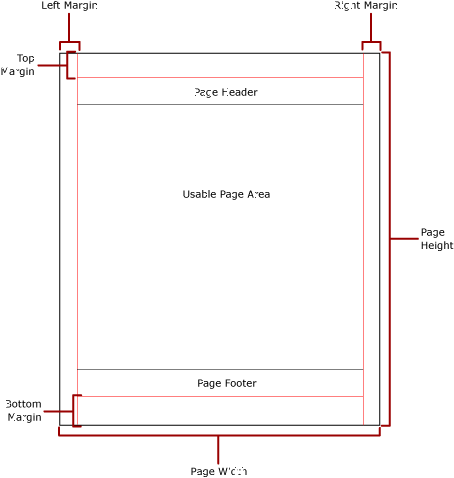 Left Margin
Right Margin
Top
Margin
Page Header
Usable Page Area
Page
Height
Page Footer
Bottom
Margin
Page Width